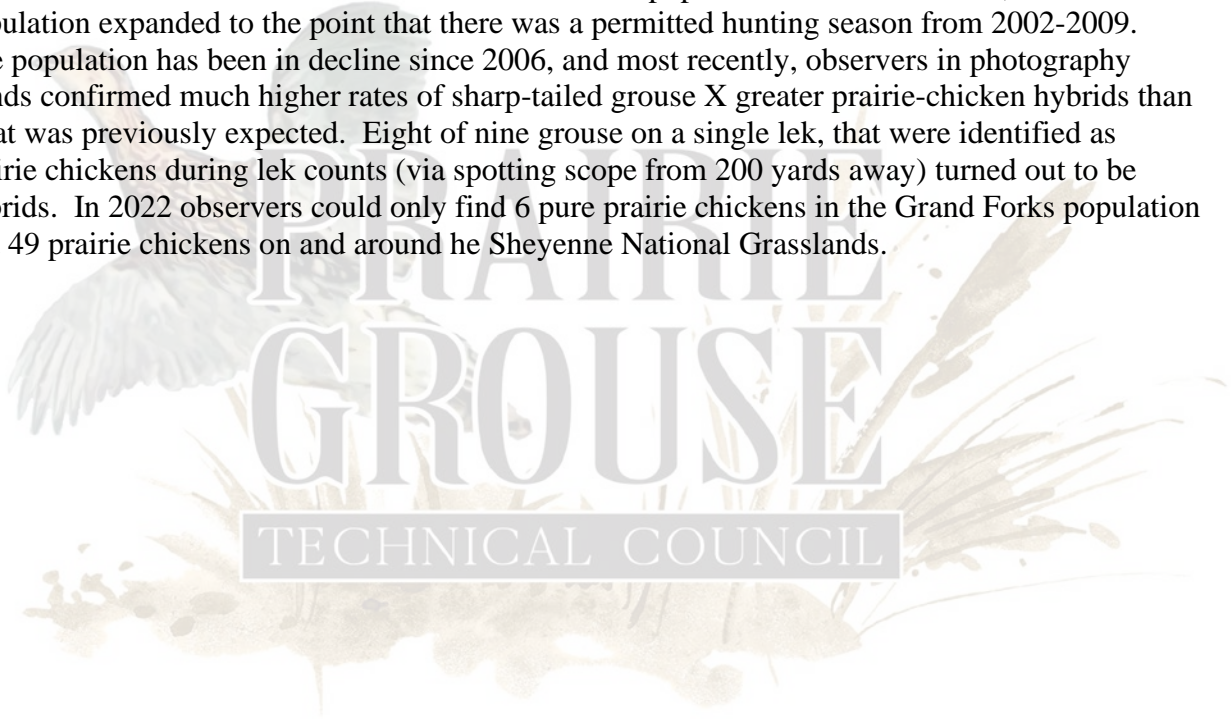 pulation expanded to the point that there was a permitted hunting season from 2002-2009.
e population has been in decline since 2006, and most recently, observers in photography
nds confirmed much higher rates of sharp-tailed grouse X greater prairie-chicken hybrids than
at was previously expected. Eight of nine grouse on a single lek, that were identified as
irie chickens during lek counts (via spotting scope from 200 yards away) turned out to be
brids. In 2022 observers could only find 6 pure prairie chickens in the Grand Forks population
49 prairie chickens on and around he Sheyenne National Grasslands.
PRAIRIE
GROUSE
TECHNICAL COUNCIL